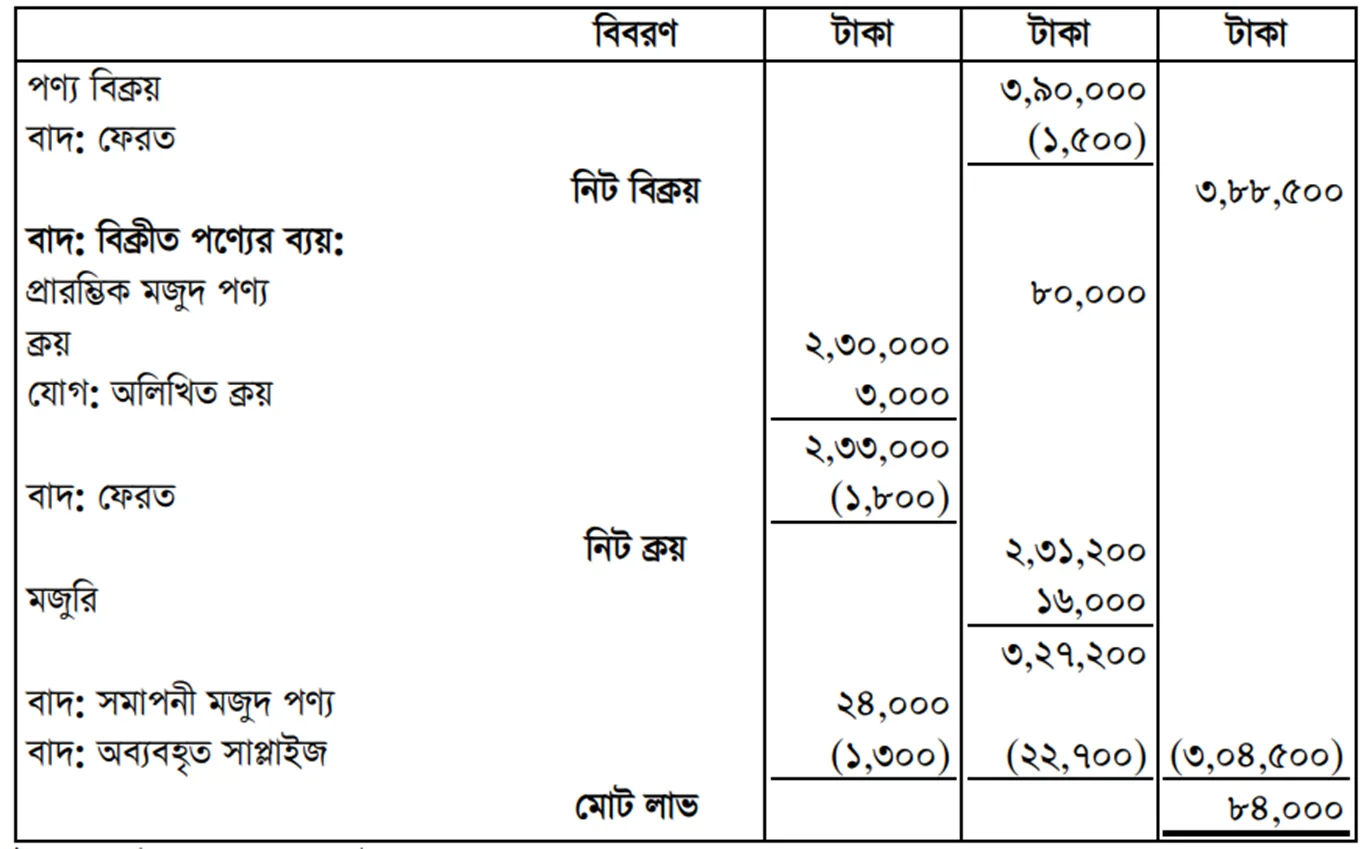 বিবরণ টাকা টাকা টাকা
পণ্য বিক্রয় ৩,৯০,০০০
বাদ: ফেরত (১,৫০০)
নিট বিক্রয় ৩,৮৮,৫০০
বাদ: বিক্রীত পণ্যের ব্যয়:
প্রারম্ভিক মজুদ পণ্য ৮০,০০০
ক্রয় ২,৩০,০০০
যোগ: অলিখিত ক্রয় ৩,০০০
২,৩৩,০০০
বাদ: ফেরত (১,৮০০)
নিট ক্রয় ২,৩১,২০০
মজুরি ১৬,০০০
৩,২৭,২০০
বাদ: সমাপনী মজুদ পণ্য ২৪,০০০
বাদ: অব্যবহৃত সাপ্লাইজ (১,৩০০) (২২,৭০০) (৩,০৪,৫০০)
মোট লাভ ৮৪,০০০